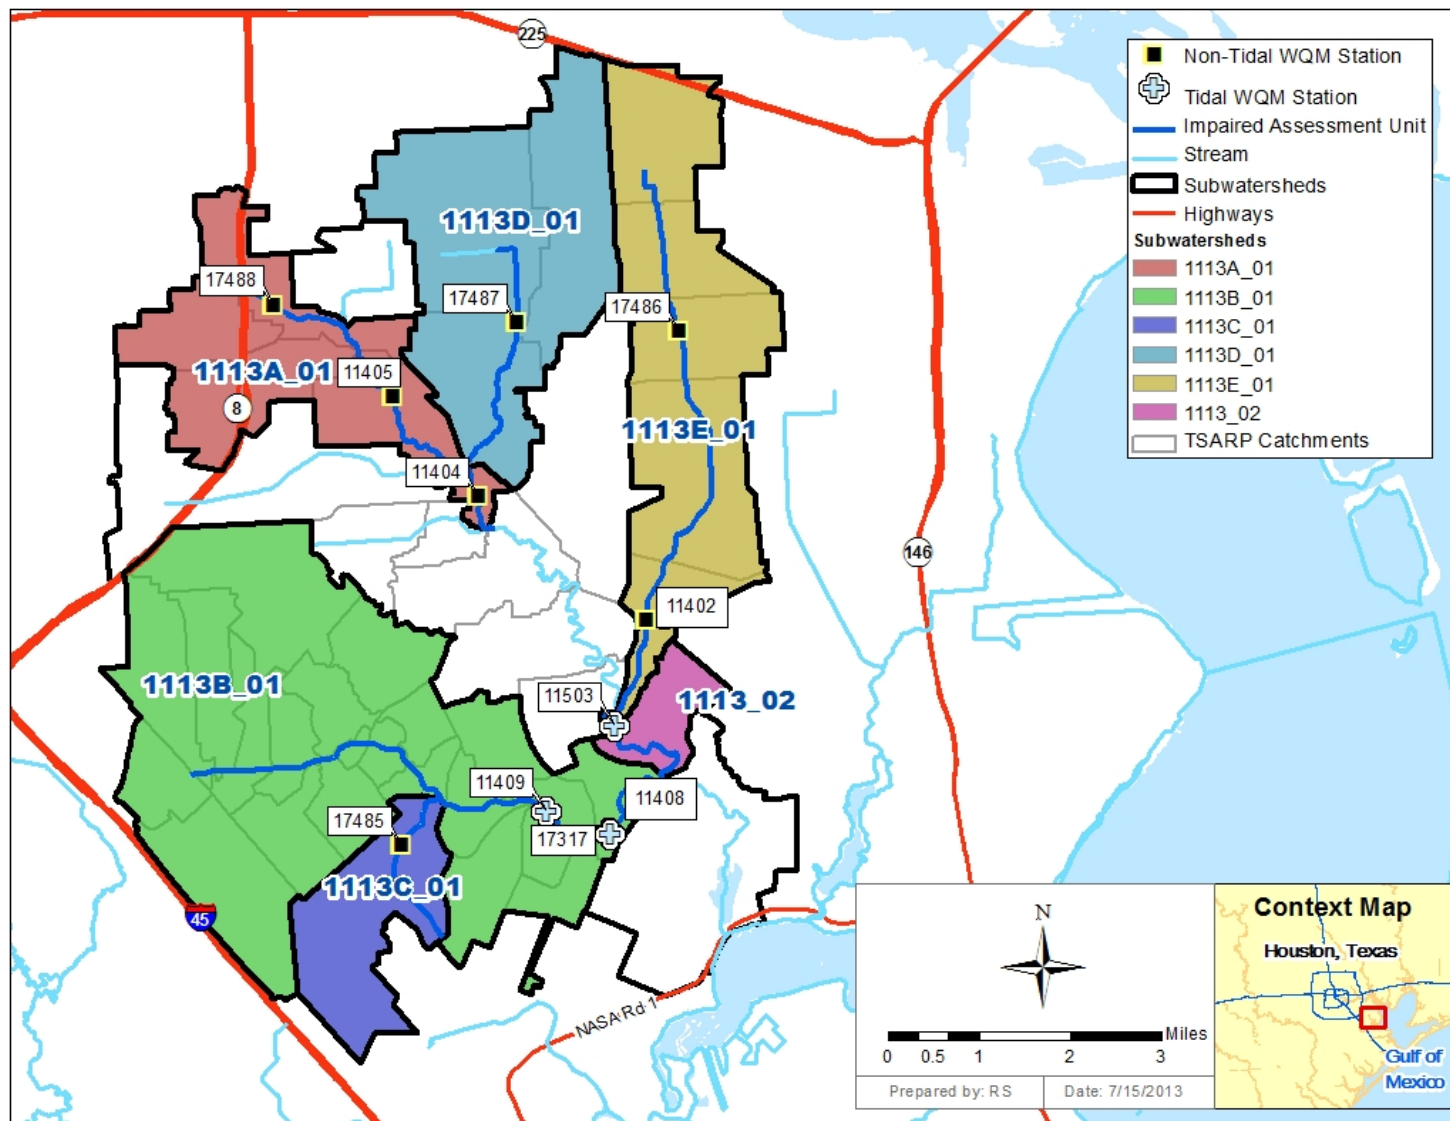 225
Non-Tidal WQM Station
Tidal WQM Station
Impaired Assessment Unit
Stream
Subwatersheds
Highways
Subwatersheds
1113A_01
1113B_01
1113C_01
1113D_01
1113E_01
1113_02
TSARP Catchments
1113D_01
17488
17487
17486
1113A_01
11405
8
1113E_01
11404
146
11402
1113B_01
11503
1113_02
11409
11408
17485
17317
1113C_01
45
NASA Rd 1
N
Miles
0 0.5 1 2 3
Prepared by: RS
Date: 7/15/2013
Context Map
Houston, Texas
Gulf of
Mexico